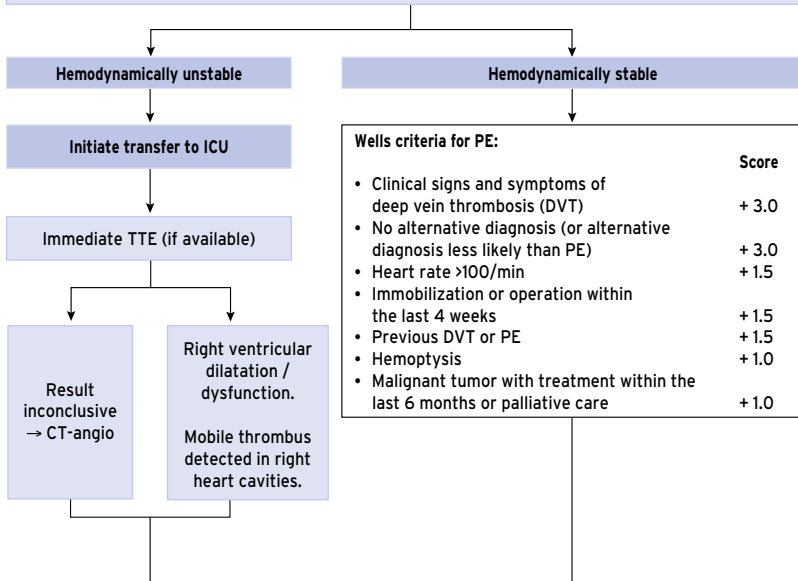 Hemodynamically unstable
Initiate transfer to ICU
Immediate TTE (if available)
Result
inconclusive
→ CT-angio
Right ventricular
dilatation /
dysfunction.
Mobile thrombus
detected in right
heart cavities.
Hemodynamically stable
Wells criteria for PE:
Score
• Clinical signs and symptoms of
deep vein thrombosis (DVT) + 3.0
• No alternative diagnosis (or alternative
diagnosis less likely than PE) + 3.0
• Heart rate >100/min + 1.5
• Immobilization or operation within
the last 4 weeks + 1.5
• Previous DVT or PE + 1.5
• Hemoptysis + 1.0
• Malignant tumor with treatment within the
last 6 months or palliative care + 1.0